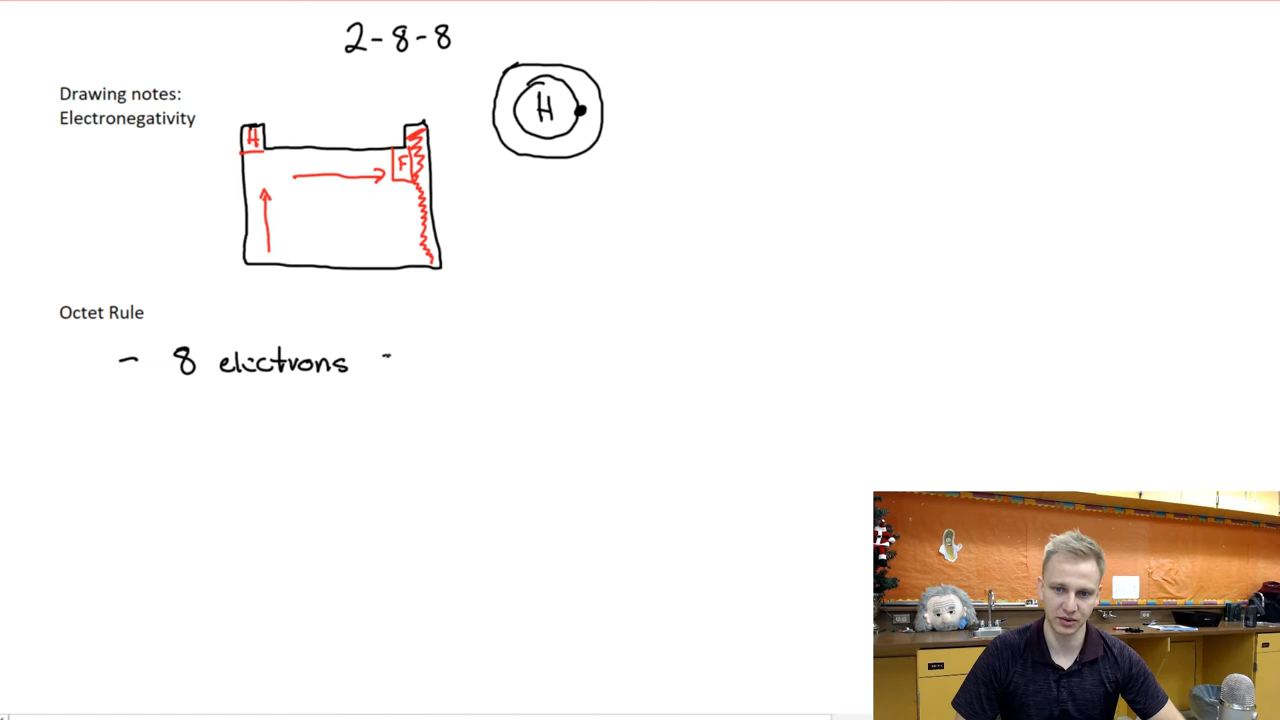 2-8-8
Drawing notes:
Electronegativity
H
H
F
Octet Rule
- 8 electrons -